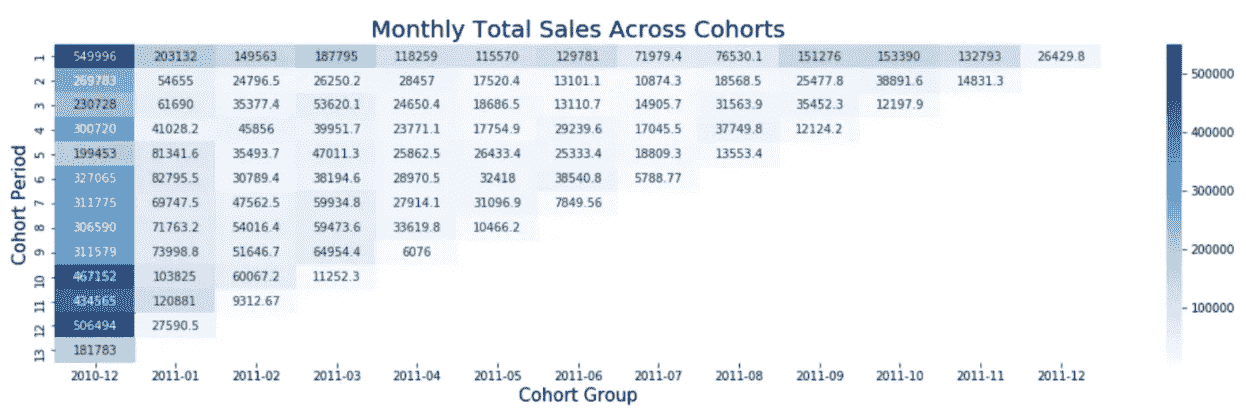 Monthly Total Sales Across Cohorts
1 549996 203132 149563 187795 118259 115570 129781 71979.4 76530.1 151276 153390 132793 26429.8
2 269783 54655 24796.5 26250.2 28457 17520.4 13101.1 10874.3 18568.5 25477.8 38891.6 14831.3
3 230728 61690 35377.4 53620.1 24650.4 18686.5 13110.7 14905.7 31563.9 35452.3 12197.9
4 300720 41028.2 45856 39951.7 23771.1 17754.9 29239.6 17045.5 37749.8 12124.2
5 199453 81341.6 35493.7 47011.3 25862.5 26433.4 25333.4 18809.3 13553.4
6 327065 82795.5 30789.4 38194.6 28970.5 32418 38540.8 5788.77
7 311775 69747.5 47562.5 59934.8 27914.1 31096.9 7849.56
8 306590 71763.2 54016.4 59473.6 33619.8 10466.2
9 311579 73998.8 51646.7 64954.4 6076
10 467152 103825 60067.2 11252.3
11 434565 120881 9312.67
12 506494 27590.5
13 181783
2010-12 2011-01 2011-02 2011-03 2011-04 2011-05 2011-06 2011-07 2011-08 2011-09 2011-10 2011-11 2011-12
Cohort Group
Cohort Period
500000
400000
300000
200000
100000